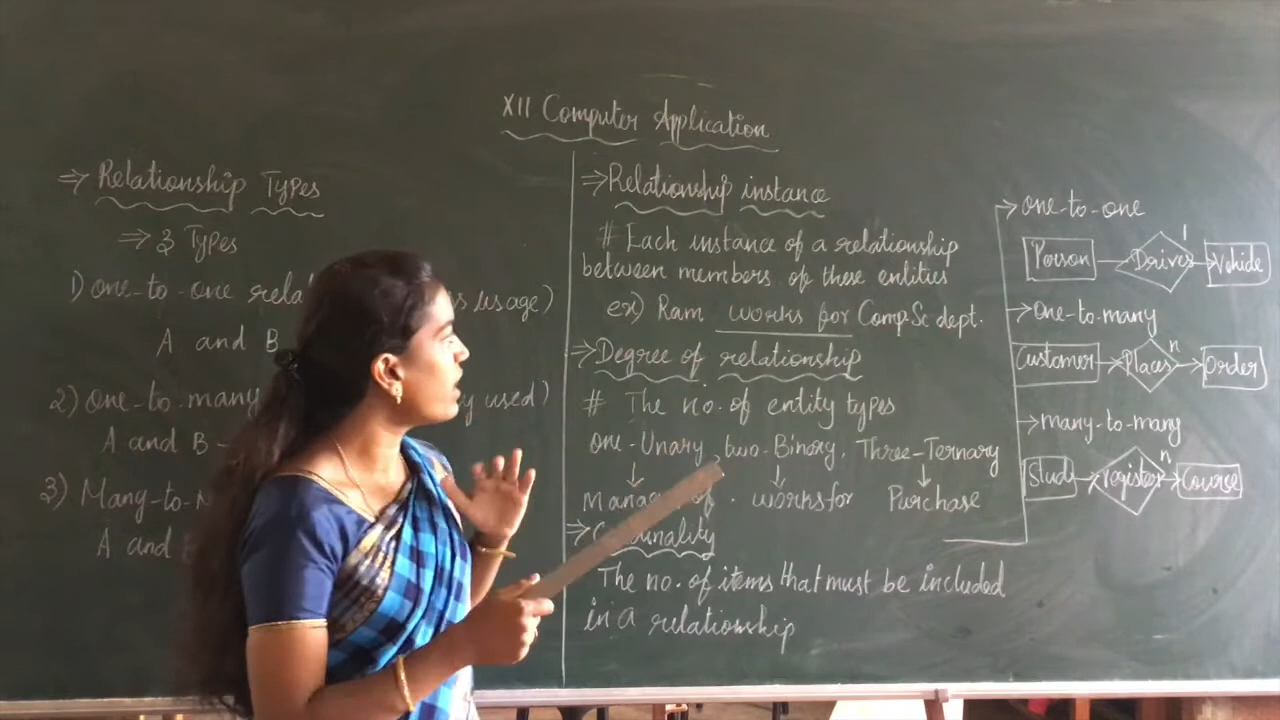 XII Computer Application
⇒ Relationship Types
⇒ 3 Types
1) one-to-one usage)
A and B
2) one-to-many used)
A and B -
3) Many-to-
A and
⇒ Relationship instance
# Each instance of a relationship
between members of these entities
ex) Ram works for Comp.Sc dept.
⇒ Degree of relationship
# The no. of entity types
one-Unary, two-Binary, Three-Ternary
of works for Purchase
⇒
The no. of items that must be included
in a relationship
→ one-to-one
1
Person Drives Vehicle
→ one-to-many
n
Customer Places Order
→ many-to-many
n
register Course